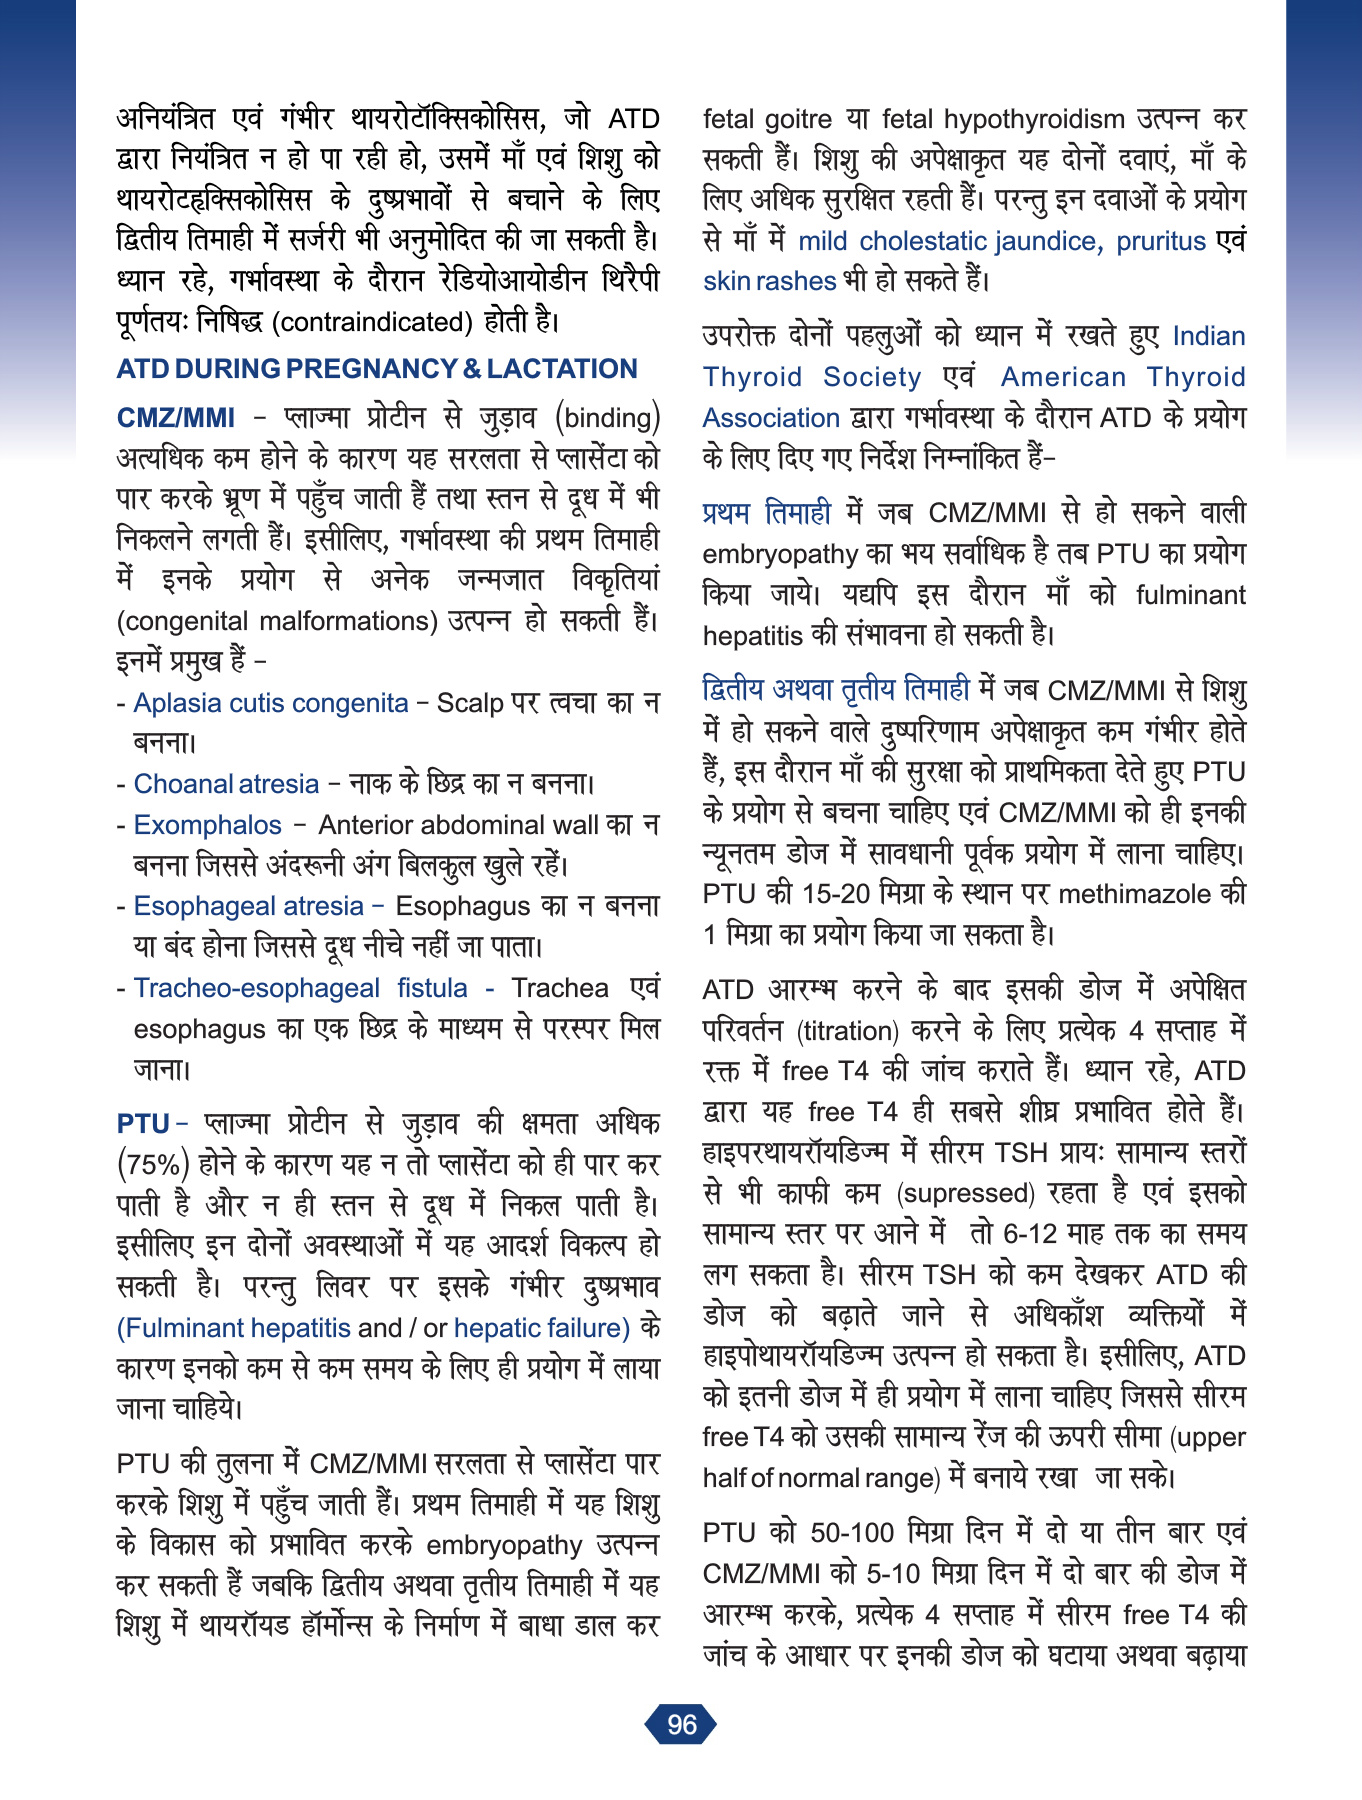 अनियंत्रित एवं गंभीर थायरोटॉक्सिकोसिस, जो ATD
द्वारा नियंत्रित न हो पा रही हो, उसमें माँ एवं शिशु को
थायरोटहृक्सिकोसिस के दुष्प्रभावों से बचाने के लिए
द्वितीय तिमाही में सर्जरी भी अनुमोदित की जा सकती है।
ध्यान रहे, गर्भावस्था के दौरान रेडियोआयोडीन थिरैपी
पूर्णतयः निषिद्ध (contraindicated) होती है।
ATD DURING PREGNANCY & LACTATION
CMZ/MMI – प्लाज्मा प्रोटीन से जुड़ाव (binding)
अत्यधिक कम होने के कारण यह सरलता से प्लासेंटा को
पार करके भ्रूण में पहुँच जाती हैं तथा स्तन से दूध में भी
निकलने लगती हैं। इसीलिए, गर्भावस्था की प्रथम तिमाही
में इनके प्रयोग से अनेक जन्मजात विकृतियां
(congenital malformations) उत्पन्न हो सकती हैं।
इनमें प्रमुख हैं –
- Aplasia cutis congenita – Scalp पर त्वचा का न
बनना।
- Choanal atresia – नाक के छिद्र का न बनना।
- Exomphalos – Anterior abdominal wall का न
बनना जिससे अंदरूनी अंग बिलकुल खुले रहें।
- Esophageal atresia – Esophagus का न बनना
या बंद होना जिससे दूध नीचे नहीं जा पाता।
- Tracheo-esophageal fistula - Trachea एवं
esophagus का एक छिद्र के माध्यम से परस्पर मिल
जाना।
PTU – प्लाज्मा प्रोटीन से जुड़ाव की क्षमता अधिक
(75%) होने के कारण यह न तो प्लासेंटा को ही पार कर
पाती है और न ही स्तन से दूध में निकल पाती है।
इसीलिए इन दोनों अवस्थाओं में यह आदर्श विकल्प हो
सकती है। परन्तु लिवर पर इसके गंभीर दुष्प्रभाव
(Fulminant hepatitis and / or hepatic failure) के
कारण इनको कम से कम समय के लिए ही प्रयोग में लाया
जाना चाहिये।
PTU की तुलना में CMZ/MMI सरलता से प्लासेंटा पार
करके शिशु में पहुँच जाती हैं। प्रथम तिमाही में यह शिशु
के विकास को प्रभावित करके embryopathy उत्पन्न
कर सकती हैं जबकि द्वितीय अथवा तृतीय तिमाही में यह
शिशु में थायरॉयड हॉर्मोन्स के निर्माण में बाधा डाल कर
fetal goitre या fetal hypothyroidism उत्पन्न कर
सकती हैं। शिशु की अपेक्षाकृत यह दोनों दवाएं, माँ के
लिए अधिक सुरक्षित रहती हैं। परन्तु इन दवाओं के प्रयोग
से माँ में mild cholestatic jaundice, pruritus एवं
skin rashes भी हो सकते हैं।
उपरोक्त दोनों पहलुओं को ध्यान में रखते हुए Indian
Thyroid Society एवं American Thyroid
Association द्वारा गर्भावस्था के दौरान ATD के प्रयोग
के लिए दिए गए निर्देश निम्नांकित हैं–
प्रथम तिमाही में जब CMZ/MMI से हो सकने वाली
embryopathy का भय सर्वाधिक है तब PTU का प्रयोग
किया जाये। यद्यपि इस दौरान माँ को fulminant
hepatitis की संभावना हो सकती है।
द्वितीय अथवा तृतीय तिमाही में जब CMZ/MMI से शिशु
में हो सकने वाले दुष्परिणाम अपेक्षाकृत कम गंभीर होते
हैं, इस दौरान माँ की सुरक्षा को प्राथमिकता देते हुए PTU
के प्रयोग से बचना चाहिए एवं CMZ/MMI को ही इनकी
न्यूनतम डोज में सावधानी पूर्वक प्रयोग में लाना चाहिए।
PTU की 15-20 मिग्रा के स्थान पर methimazole की
1 मिग्रा का प्रयोग किया जा सकता है।
ATD आरम्भ करने के बाद इसकी डोज में अपेक्षित
परिवर्तन (titration) करने के लिए प्रत्येक 4 सप्ताह में
रक्त में free T4 की जांच कराते हैं। ध्यान रहे, ATD
द्वारा यह free T4 ही सबसे शीघ्र प्रभावित होते हैं।
हाइपरथायरॉयडिज्म में सीरम TSH प्रायः सामान्य स्तरों
से भी काफी कम (supressed) रहता है एवं इसको
सामान्य स्तर पर आने में तो 6-12 माह तक का समय
लग सकता है। सीरम TSH को कम देखकर ATD की
डोज को बढ़ाते जाने से अधिकाँश व्यक्तियों में
हाइपोथायरॉयडिज्म उत्पन्न हो सकता है। इसीलिए, ATD
को इतनी डोज में ही प्रयोग में लाना चाहिए जिससे सीरम
free T4 को उसकी सामान्य रेंज की ऊपरी सीमा (upper
half of normal range) में बनाये रखा जा सके।
PTU को 50-100 मिग्रा दिन में दो या तीन बार एवं
CMZ/MMI को 5-10 मिग्रा दिन में दो बार की डोज में
आरम्भ करके, प्रत्येक 4 सप्ताह में सीरम free T4 की
जांच के आधार पर इनकी डोज को घटाया अथवा बढ़ाया
96